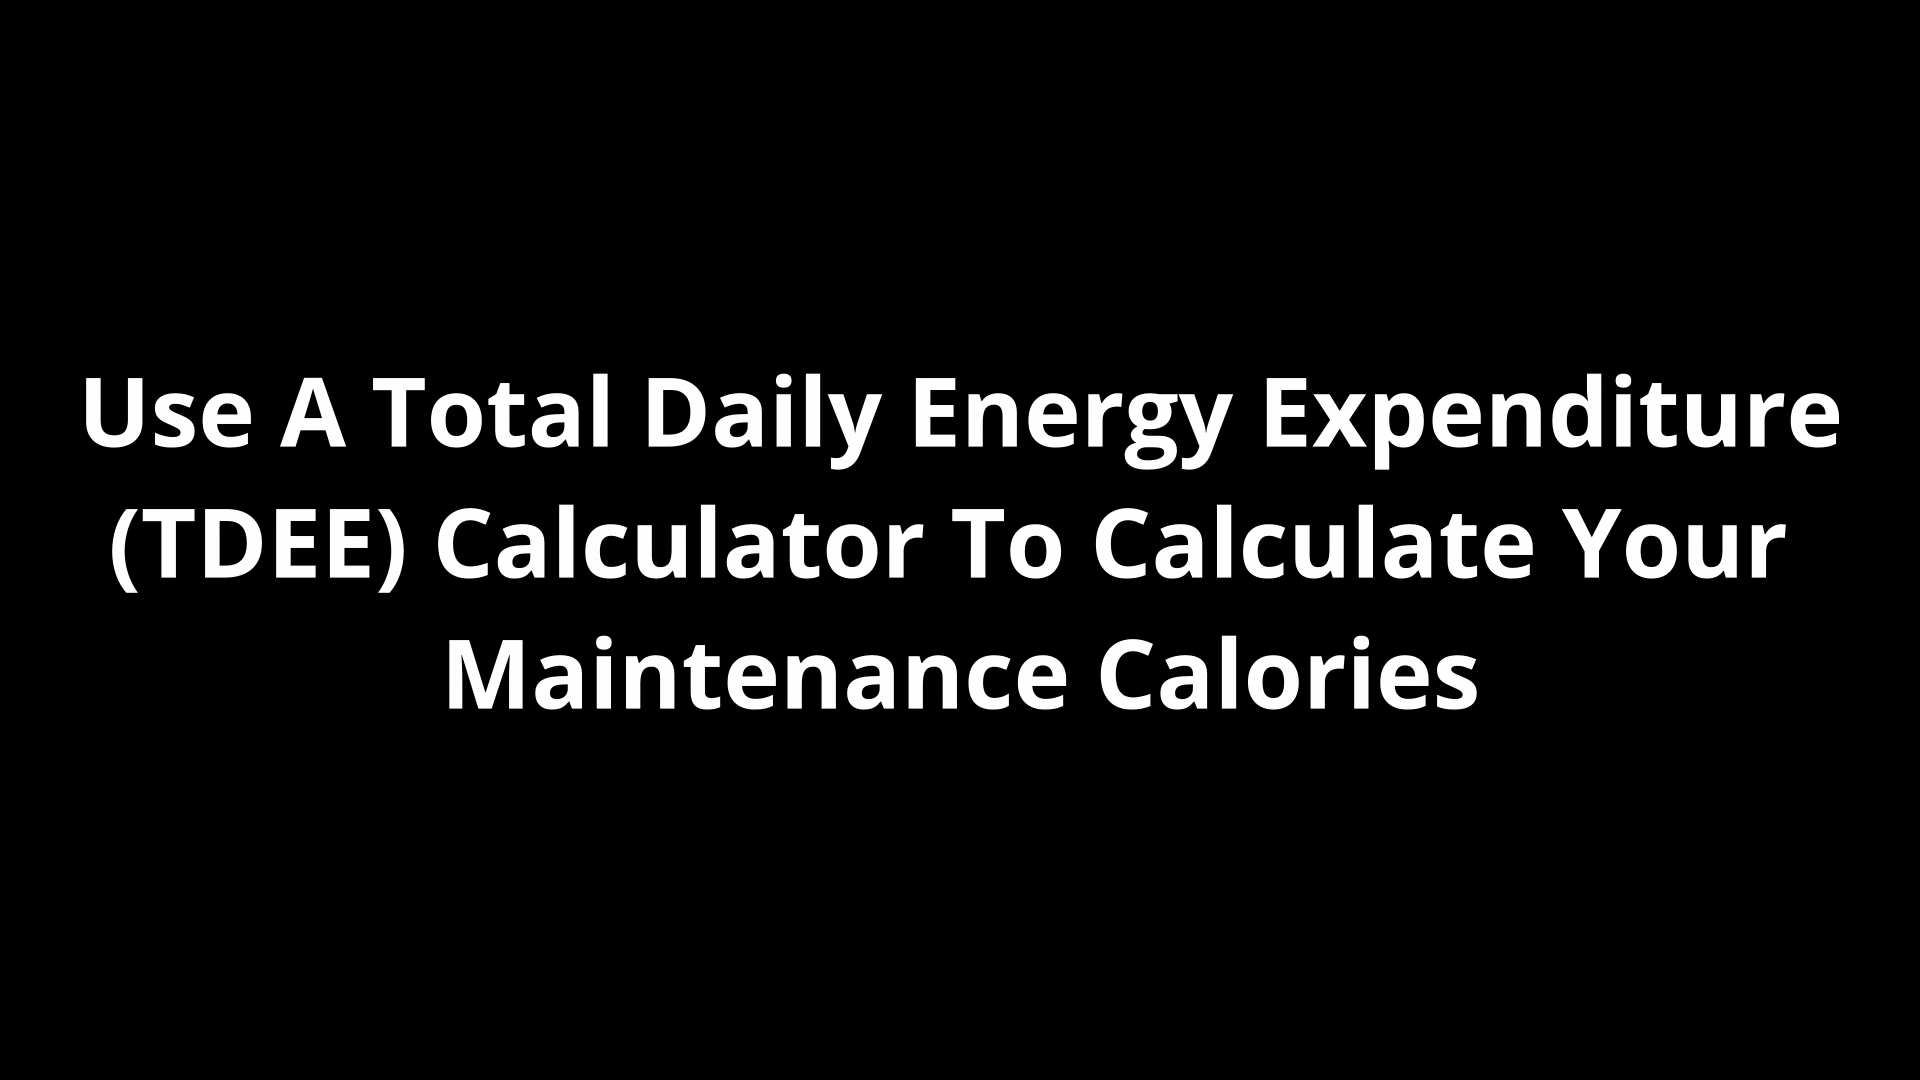 Use A Total Daily Energy Expenditure
(TDEE) Calculator To Calculate Your
Maintenance Calories